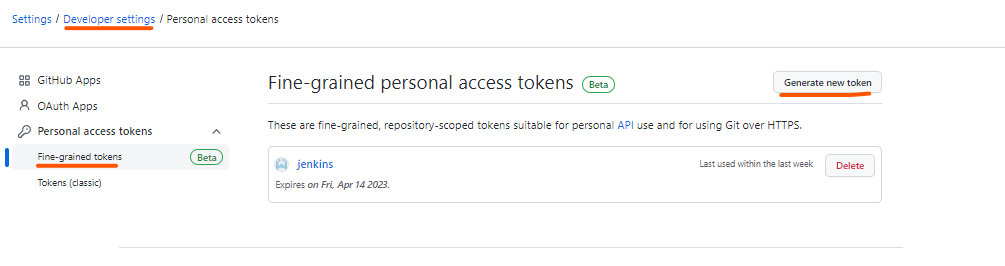 Settings / Developer settings / Personal access tokens
GitHub Apps
OAuth Apps
Personal access tokens
Fine-grained tokens Beta
Tokens (classic)
Fine-grained personal access tokens Beta Generate new token
These are fine-grained, repository-scoped tokens suitable for personal API use and for using Git over HTTPS.
jenkins Last used within the last week Delete
Expires on Fri, Apr 14 2023.